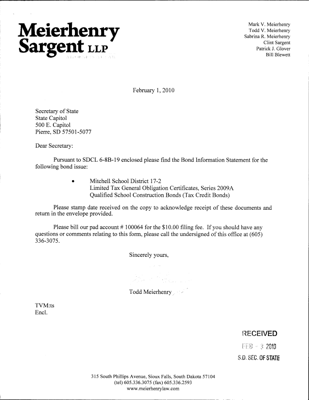 Meierhenry
Sargent LLP
Mark V. Meierhenry
Todd V. Meierhenry
Sabrina R. Meierhenry
Clint Sargent
Patrick J. Glover
Bill Blewett
February 1, 2010
Secretary of State
State Capitol
500 E. Capitol
Pierre, SD 57501-5077
Dear Secretary:
Pursuant to SDCL 6-8B-19 enclosed please find the Bond Information Statement for the
following bond issue:
• Mitchell School District 17-2
Limited Tax General Obligation Certificates, Series 2009A
Qualified School Construction Bonds (Tax Credit Bonds)
Please stamp date received on the copy to acknowledge receipt of these documents and
return in the envelope provided.
Please bill our pad account # 100064 for the $10.00 filing fee. If you should have any
questions or comments relating to this form, please call the undersigned of this office at (605)
336-3075.
Sincerely yours,
Todd Meierhenry
Encl.
RECEIVED
2010
S.D. SEC. OF STATE
315 South Phillips Avenue, Sioux Falls, South Dakota 57104
(tel) 605.336.3075 (fax) 605.336.2593
www.meierhenrylaw.com